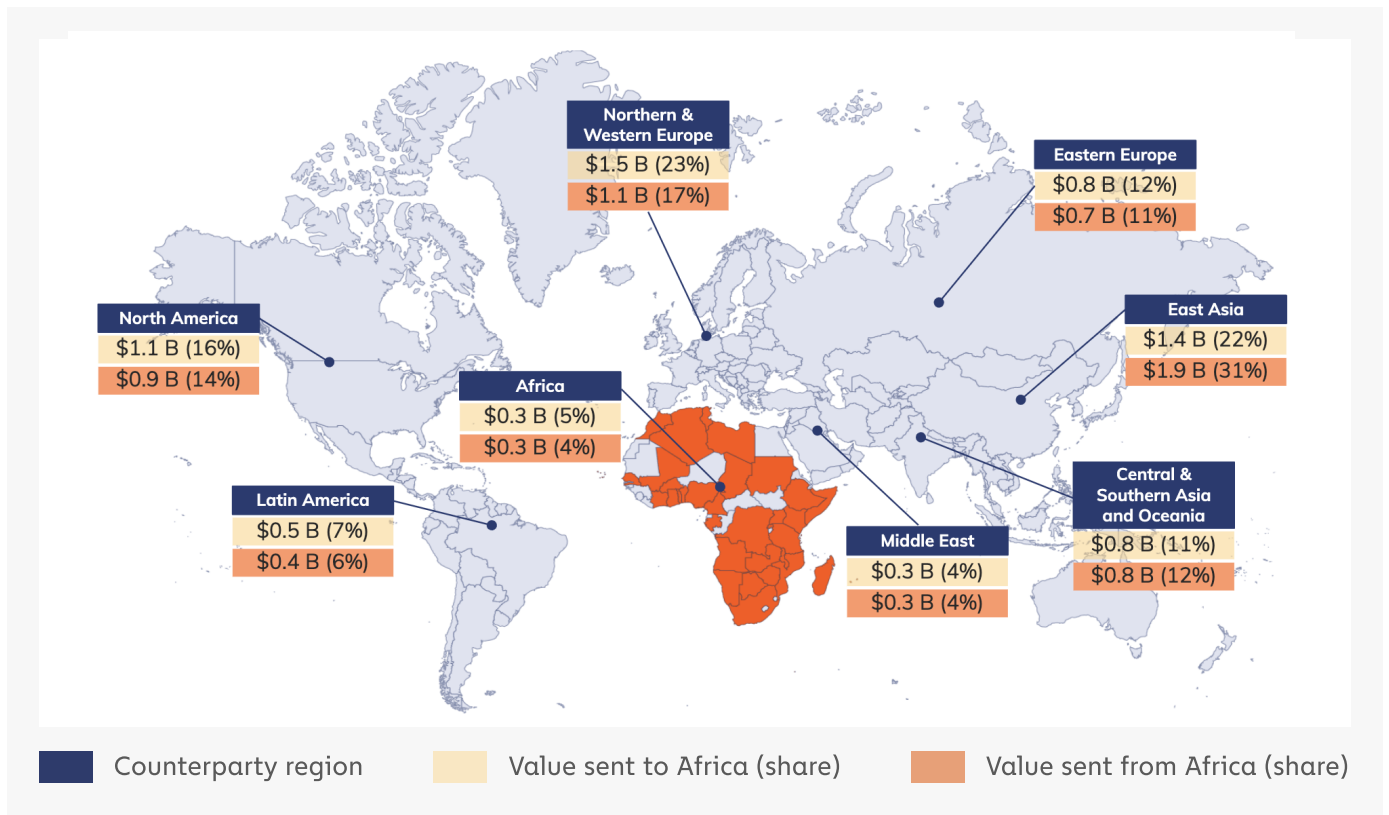 Northern &
Western Europe
$1.5 B (23%)
$1.1 B (17%)
Eastern Europe
$0.8 B (12%)
$0.7 B (11%)
North America
$1.1 B (16%)
$0.9 B (14%)
East Asia
$1.4 B (22%)
$1.9 B (31%)
Africa
$0.3 B (5%)
$0.3 B (4%)
Latin America
$0.5 B (7%)
$0.4 B (6%)
Central &
Southern Asia
and Oceania
$0.8 B (11%)
$0.8 B (12%)
Middle East
$0.3 B (4%)
$0.3 B (4%)
Counterparty region
Value sent to Africa (share)
Value sent from Africa (share)